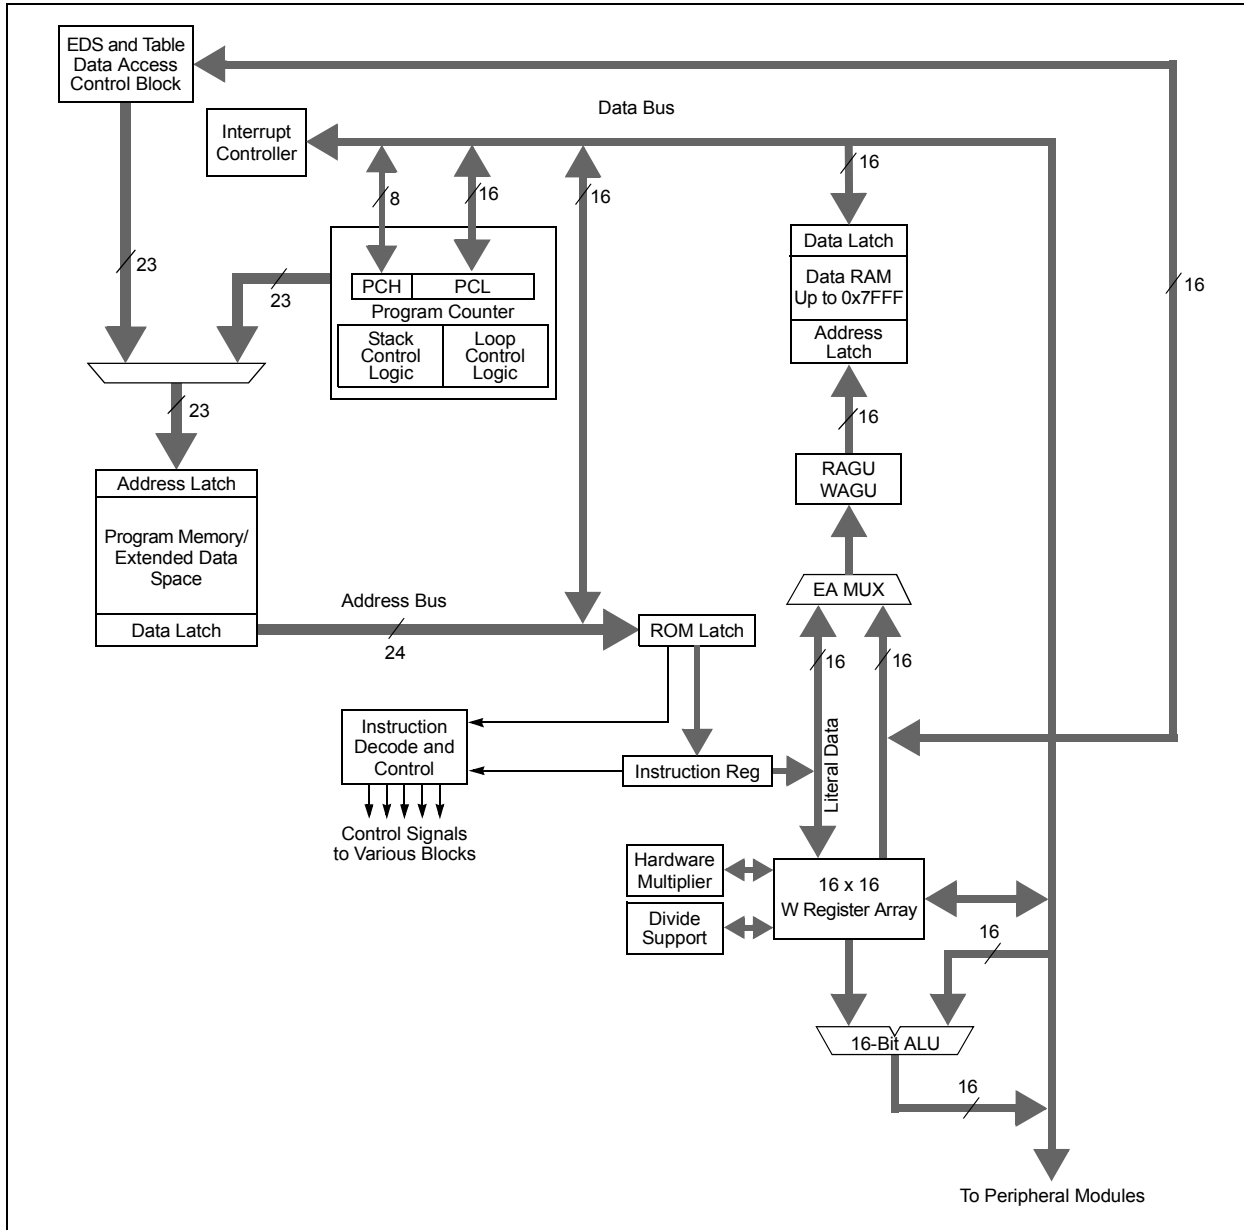 EDS and Table
Data Access
Control Block
Data Bus
Interrupt
Controller
16
8
16
16
16
23
23
Data Latch
Data RAM
Up to 0x7FFF
Address
Latch
PCH
PCL
Program Counter
Stack
Control
Logic
Loop
Control
Logic
23
16
RAGU
WAGU
Address Latch
Program Memory/
Extended Data
Space
Data Latch
EA MUX
Address Bus
24
ROM Latch
16
16
Instruction
Decode and
Control
Instruction Reg
Literal Data
Control Signals
to Various Blocks
Hardware
Multiplier
Divide
Support
16 x 16
W Register Array
16
16-Bit ALU
16
To Peripheral Modules